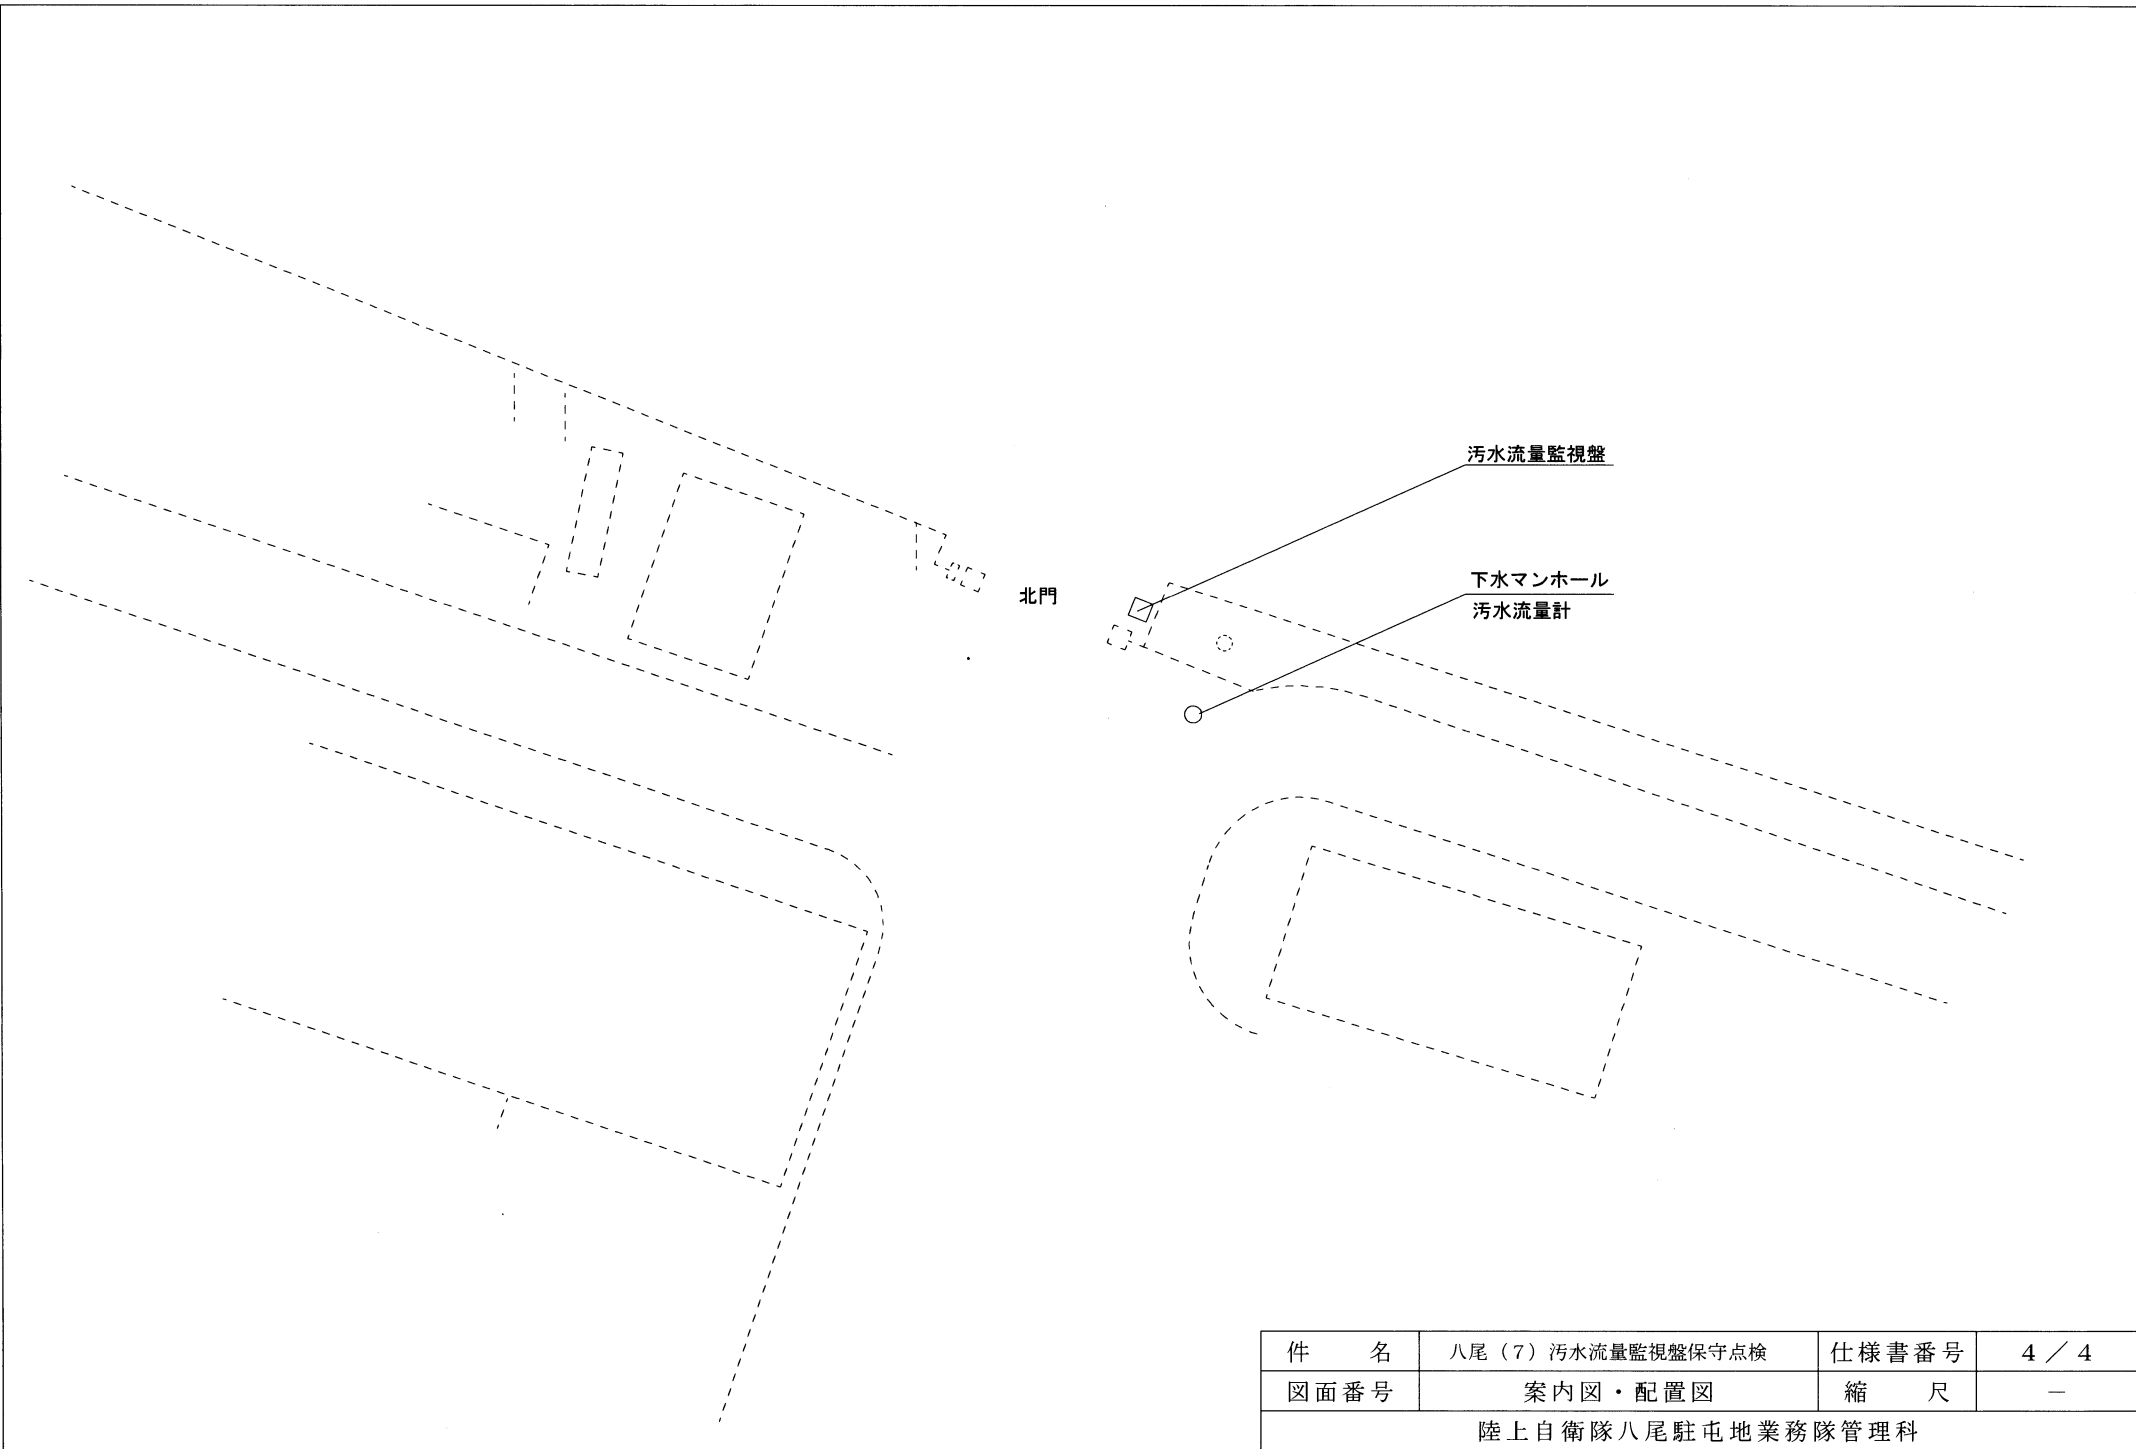 汚水流量監視盤
下水マンホール
汚水流量計
北門
件 名 八尾（7）汚水流量監視盤保守点検 仕様書番号 4／4
図面番号 案内図・配置図 縮 尺 －
陸上自衛隊八尾駐屯地業務隊管理科